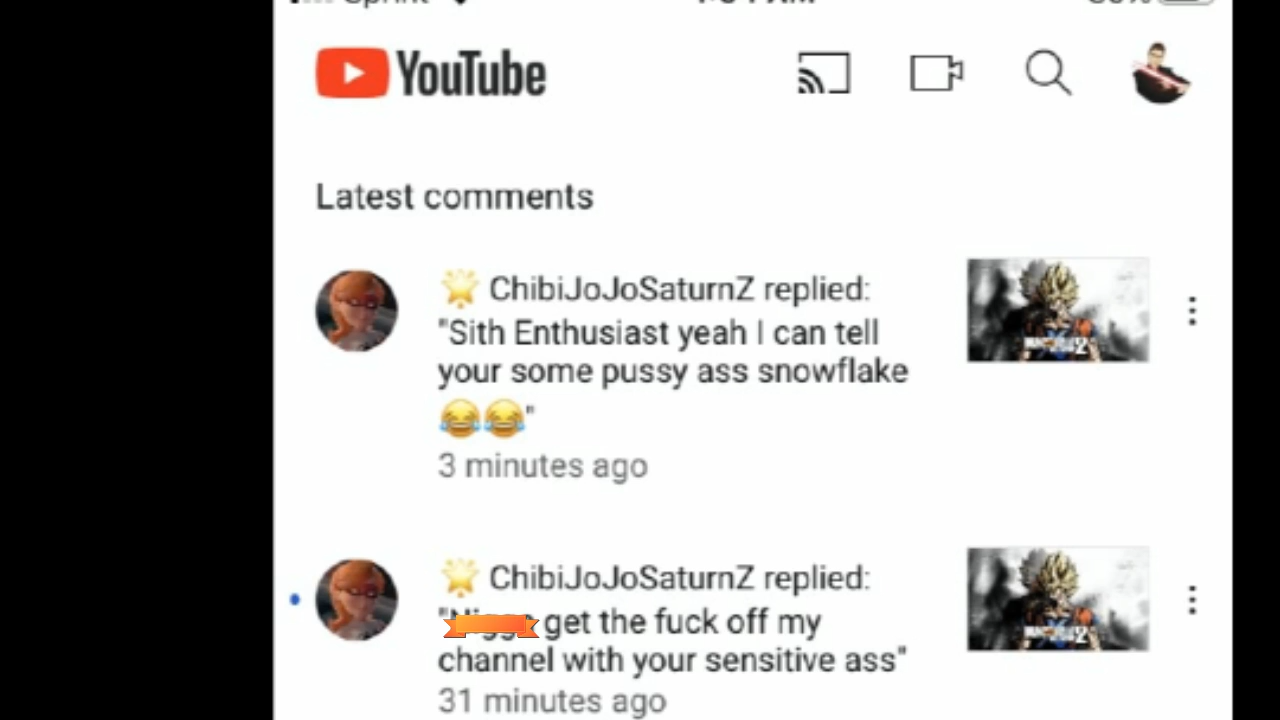 YouTube
Latest comments
🌟 ChibiJoJoSaturnZ replied:
"Sith Enthusiast yeah I can tell
your some pussy ass snowflake
😂😂"
3 minutes ago
🌟 ChibiJoJoSaturnZ replied:
" get the fuck off my
channel with your sensitive ass"
31 minutes ago